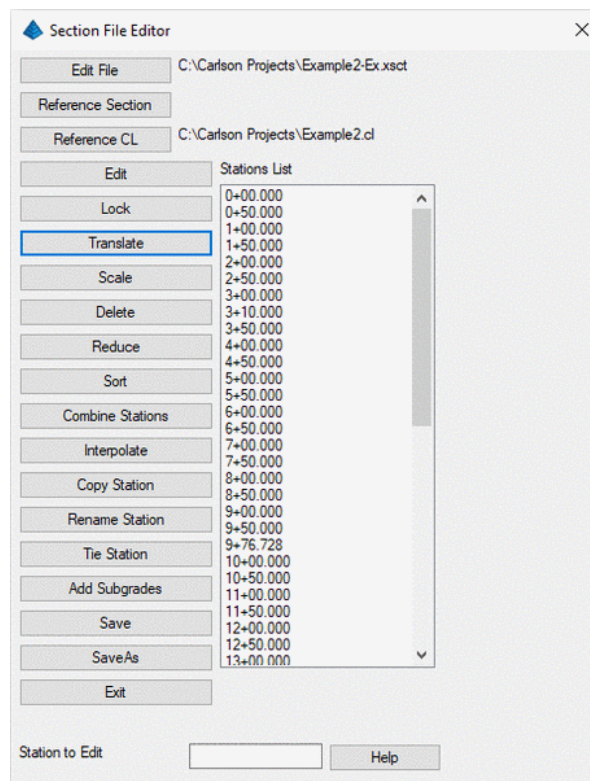 Section File Editor
Edit File C:\Carlson Projects\Example2-Ex.xsct
Reference Section
Reference CL C:\Carlson Projects\Example2.cl
Edit
Lock
Translate
Scale
Delete
Reduce
Sort
Combine Stations
Interpolate
Copy Station
Rename Station
Tie Station
Add Subgrades
Save
SaveAs
Exit
Stations List
0+00.000
0+50.000
1+00.000
1+50.000
2+00.000
2+50.000
3+00.000
3+10.000
3+50.000
4+00.000
4+50.000
5+00.000
5+50.000
6+00.000
6+50.000
7+00.000
7+50.000
8+00.000
8+50.000
9+00.000
9+50.000
9+76.728
10+00.000
10+50.000
11+00.000
11+50.000
12+00.000
12+50.000
13+00.000
Station to Edit
Help